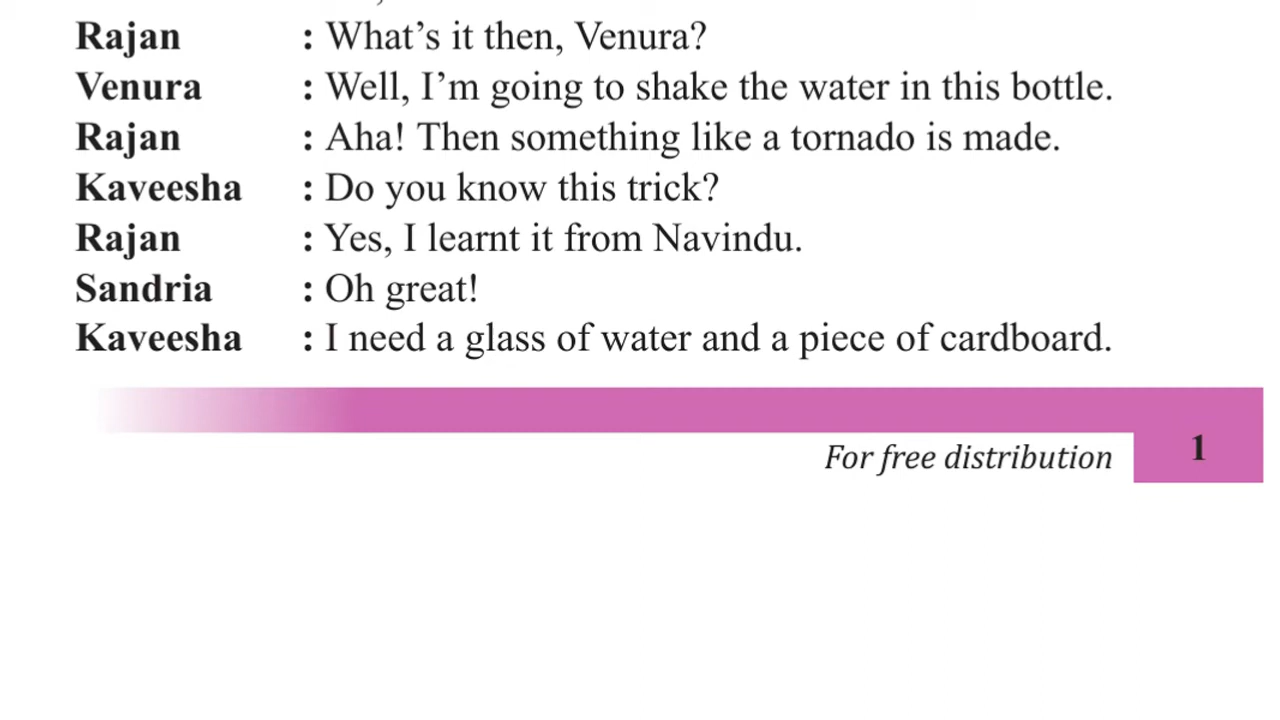 Rajan : What’s it then, Venura?
Venura : Well, I’m going to shake the water in this bottle.
Rajan : Aha! Then something like a tornado is made.
Kaveesha : Do you know this trick?
Rajan : Yes, I learnt it from Navindu.
Sandria : Oh great!
Kaveesha : I need a glass of water and a piece of cardboard.
For free distribution
1